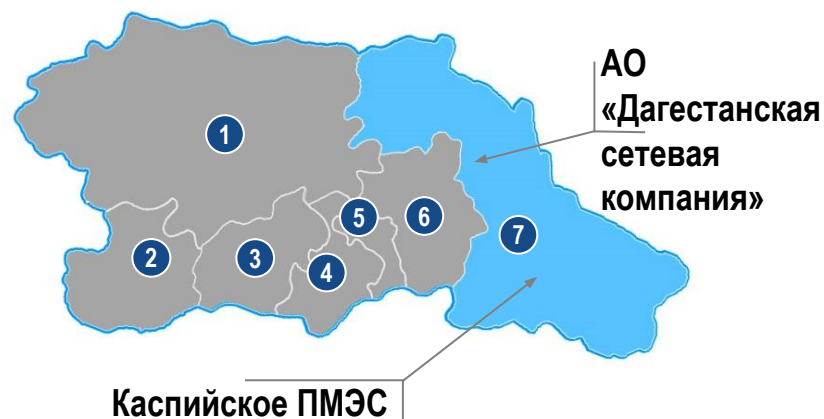 АО
«Дагестанская
сетевая
компания»
1
5
6
7
2
3
4
Каспийское ПМЭС